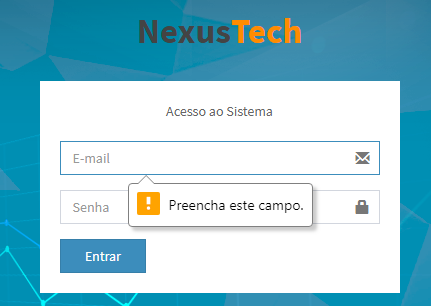 NexusTech
Acesso ao Sistema
E-mail
Senha
Preencha este campo.
Entrar